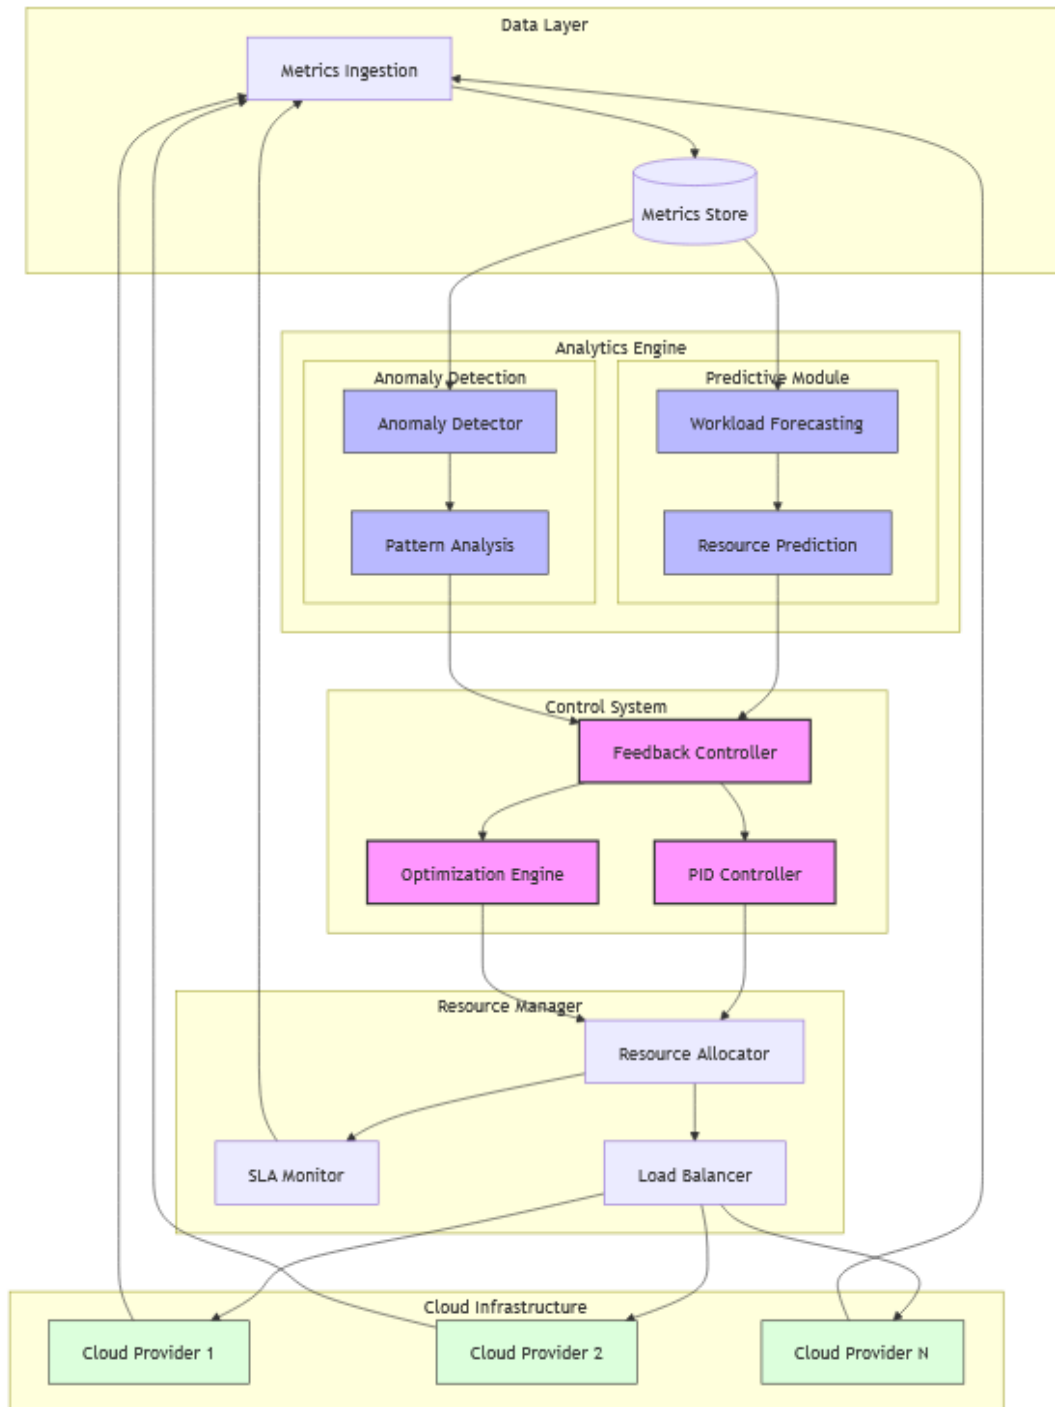 Data Layer
Metrics Ingestion
Metrics Store
Analytics Engine
Anomaly Detection
Predictive Module
Anomaly Detector
Workload Forecasting
Pattern Analysis
Resource Prediction
Control System
Feedback Controller
Optimization Engine
PID Controller
Resource Manager
Resource Allocator
SLA Monitor
Load Balancer
Cloud Infrastructure
Cloud Provider 1
Cloud Provider 2
Cloud Provider N